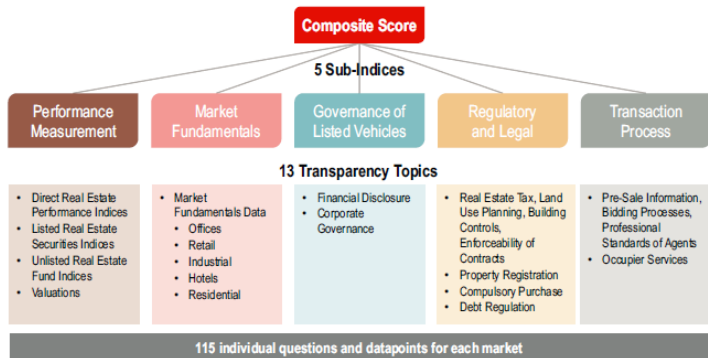 Composite Score
5 Sub-Indices
Performance
Measurement
Market
Fundamentals
Governance of
Listed Vehicles
Regulatory
and Legal
Transaction
Process
13 Transparency Topics
• Direct Real Estate
Performance Indices
• Listed Real Estate
Securities Indices
• Unlisted Real Estate
Fund Indices
• Valuations
• Market
Fundamentals Data
• Offices
• Retail
• Industrial
• Hotels
• Residential
• Financial Disclosure
• Corporate
Governance
• Real Estate Tax, Land
Use Planning, Building
Controls,
Enforceability of
Contracts
• Property Registration
• Compulsory Purchase
• Debt Regulation
• Pre-Sale Information,
Bidding Processes,
Professional
Standards of Agents
• Occupier Services
115 individual questions and datapoints for each market